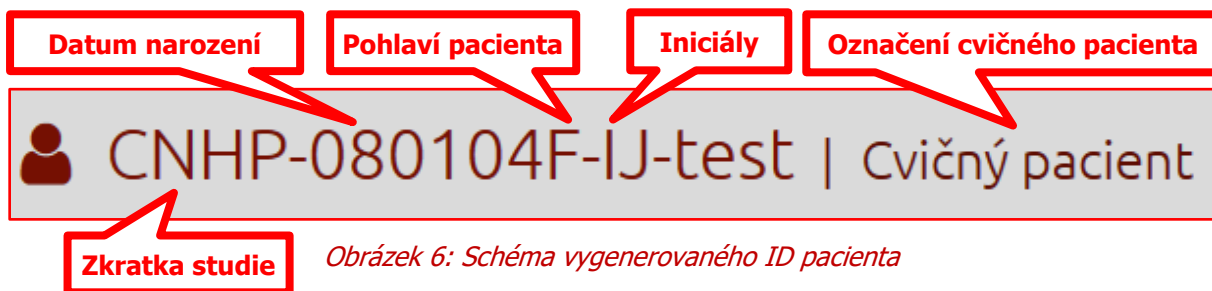 Datum narození
Pohlaví pacienta
Iniciály
Označení cvičného pacienta
CNHP-080104F-IJ-test | Cvičný pacient
Zkratka studie
Obrázek 6: Schéma vygenerovaného ID pacienta